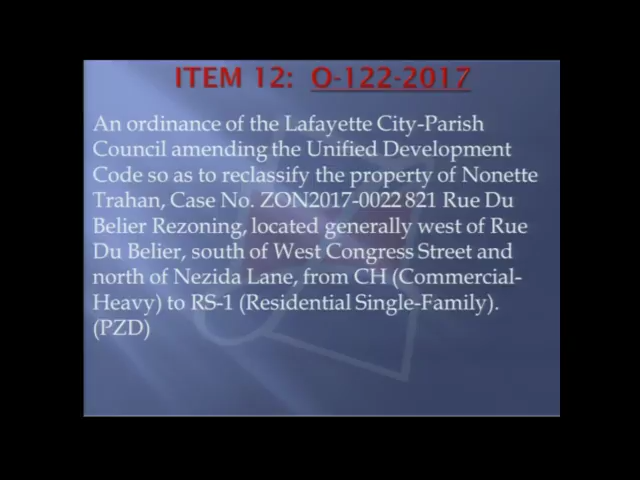 ITEM 12: O-122-2017
An ordinance of the Lafayette City-Parish
Council amending the Unified Development
Code so as to reclassify the property of Nonette
Trahan, Case No. ZON2017-0022 821 Rue Du
Belier Rezoning, located generally west of Rue
Du Belier, south of West Congress Street and
north of Nezida Lane, from CH (Commercial-
Heavy) to RS-1 (Residential Single-Family).
(PZD)